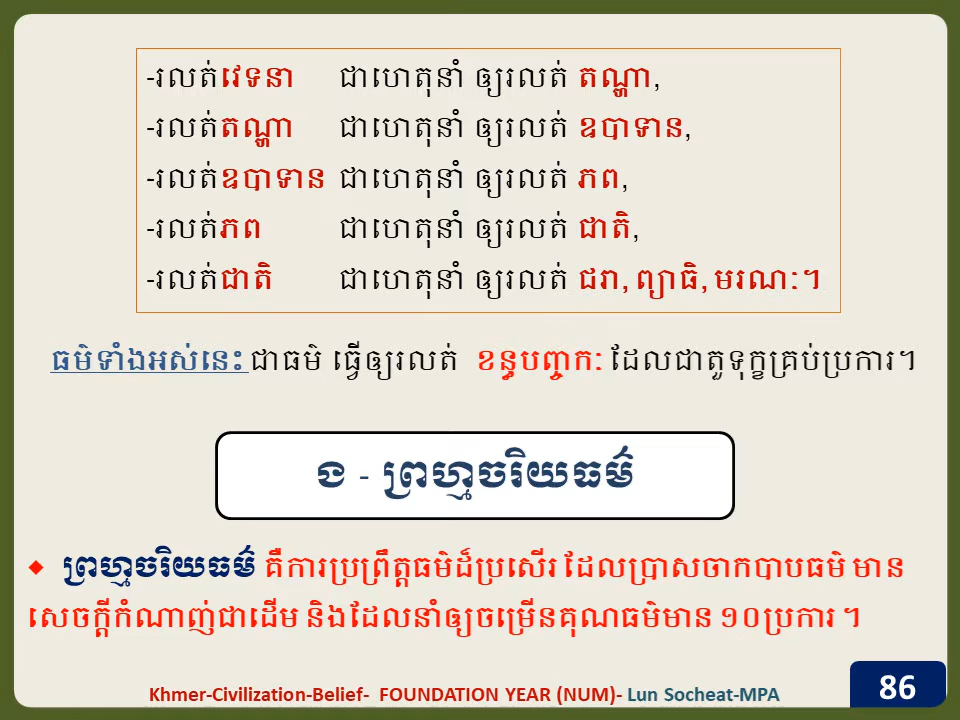 -រលត់វេទនា ជាហេតុនាំ ឲ្យរលត់ តណ្ហា,
-រលត់តណ្ហា ជាហេតុនាំ ឲ្យរលត់ ឧបាទាន,
-រលត់ឧបាទាន ជាហេតុនាំ ឲ្យរលត់ ភព,
-រលត់ភព ជាហេតុនាំ ឲ្យរលត់ ជាតិ,
-រលត់ជាតិ ជាហេតុនាំ ឲ្យរលត់ ជរា, ព្យាធិ, មរណៈ។
ធម៌ទាំងអស់នេះ ជាធម៌ ធ្វើឲ្យរលត់ ខន្ធបញ្ចកៈ ដែលជាតួទុក្ខគ្រប់ប្រការ។
ខ - ព្រហ្មចរិយធម៌
ព្រហ្មចរិយធម៌ គឺការប្រព្រឹត្តធម៌ដ៏ប្រសើរ ដែលប្រាសចាកបាបធម៌ មាន
សេចក្តីកំណាញ់ជាដើម និងដែលនាំឲ្យចម្រើនគុណធម៌មាន ១០ប្រការ ។
Khmer-Civilization-Belief- FOUNDATION YEAR (NUM)- Lun Socheat-MPA
86